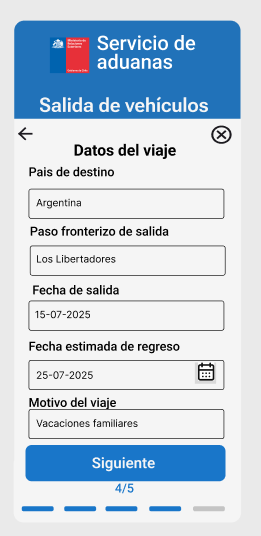 Servicio de
aduanas
Salida de vehículos
Datos del viaje
Pais de destino
Argentina
Paso fronterizo de salida
Los Libertadores
Fecha de salida
15-07-2025
Fecha estimada de regreso
25-07-2025
Motivo del viaje
Vacaciones familiares
Siguiente
4/5